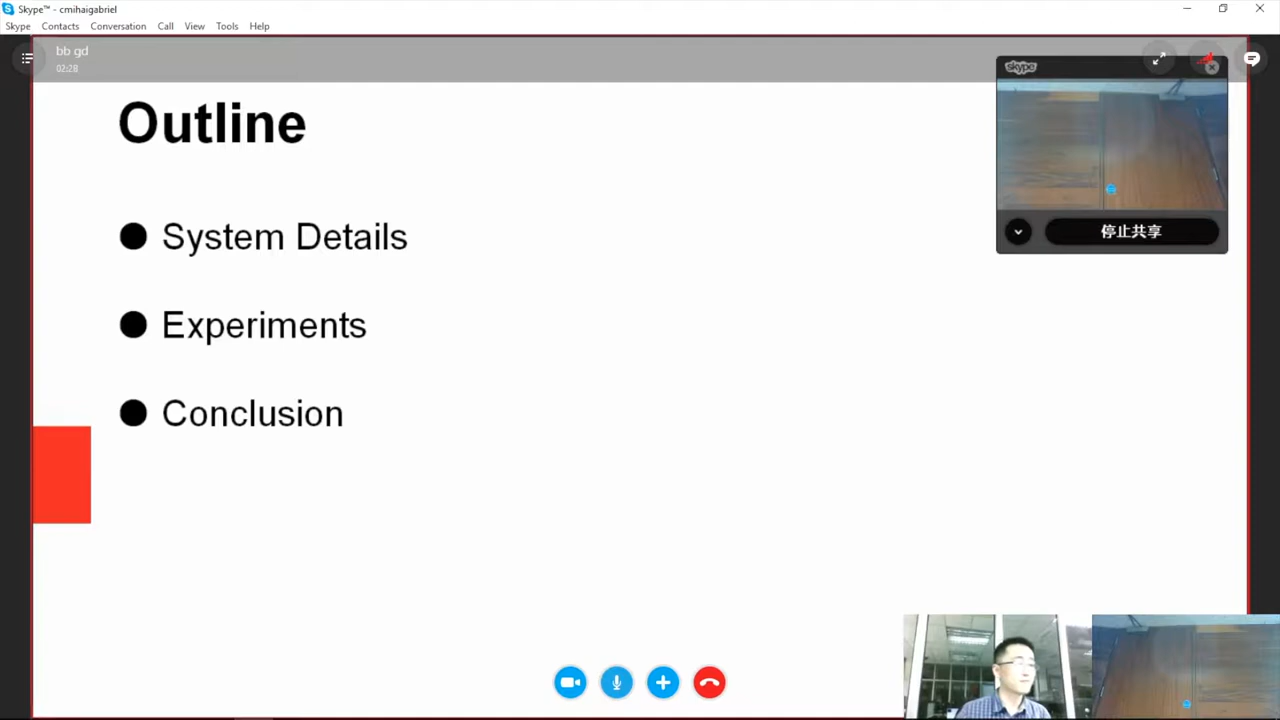 Skype™ - cmihaigabriel
Skype Contacts Conversation Call View Tools Help
bb gd
02:28
skype
停止共享
Outline
System Details
Experiments
Conclusion